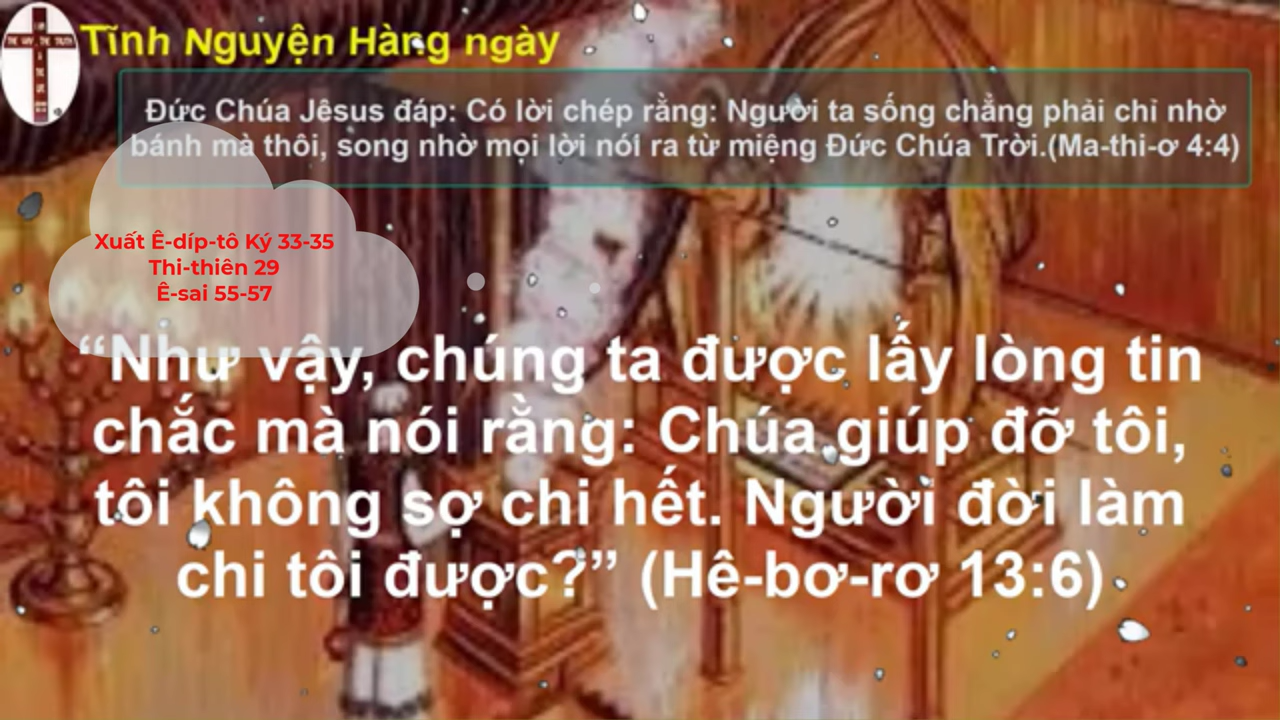 Tĩnh Nguyện Hàng ngày
Đức Chúa Jêsus đáp: Có lời chép rằng: Người ta sống chẳng phải chỉ nhờ
bánh mà thôi, song nhờ mọi lời nói ra từ miệng Đức Chúa Trời.(Ma-thi-ơ 4:4)
Xuất Ê-díp-tô Ký 33-35
Thi-thiên 29
Ê-sai 55-57
“Như vậy, chúng ta được lấy lòng tin
chắc mà nói rằng: Chúa giúp đỡ tôi,
tôi không sợ chi hết. Người đời làm
chi tôi được?” (Hê-bơ-rơ 13:6)